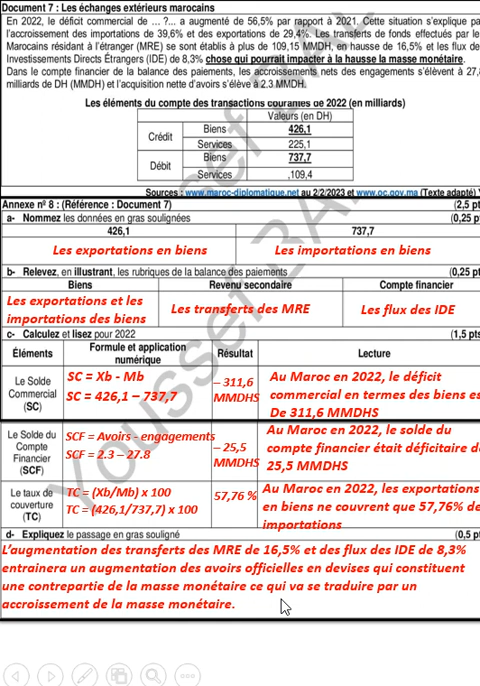 Document 7 : Les échanges extérieurs marocains
En 2022, le déficit commercial de ... ?... a augmenté de 56,5% par rapport à 2021. Cette situation s'explique pa
l'accroissement des importations de 39,6% et des exportations de 29,4%. Les transferts de fonds effectués par le
Marocains résidant à l'étranger (MRE) se sont établis à plus de 109,15 MMDH, en hausse de 16,5% et les flux de
Investissements Directs Étrangers (IDE) de 8,3% chose qui pourrait impacter à la hausse la masse monétaire.
Dans le compte financier de la balance des paiements, les accroissements nets des engagements s'élèvent à 27,8
milliards de DH (MMDH) et l'acquisition nette d'avoirs s'élève à 2.3 MMDH.
Les éléments du compte des transactions courantes de 2022 (en milliards)
Valeurs (en DH)
Crédit Biens 426,1
Services 225,1
Débit Biens 737,7
Services ,109,4
Sources : www.maroc-diplomatique.net au 2/2/2023 et www.oc.gov.ma (Texte adapté)
Annexe nº 8 : (Référence : Document 7) (2,5 pt
a- Nommez les données en gras soulignées (0,25 p
426,1 737,7
Les exportations en biens Les importations en biens
b- Relevez, en illustrant, les rubriques de la balance des paiements (0,25 pt
Biens Revenu secondaire Compte financier
Les exportations et les
importations des biens Les transferts des MRE Les flux des IDE
c- Calculez et lisez pour 2022 (1,5 pts
Éléments Formule et application numérique Résultat Lecture
Le Solde Commercial (SC)
SC = Xb - Mb
SC = 426,1 – 737,7
– 311,6
MMDHS
Au Maroc en 2022, le déficit
commercial en termes des biens es
De 311,6 MMDHS
Le Solde du Compte Financier (SCF)
SCF = Avoirs - engagements
SCF = 2.3 – 27.8
– 25,5
MMDHS
Au Maroc en 2022, le solde du
compte financier était déficitaire d
25,5 MMDHS
Le taux de couverture (TC)
TC = (Xb/Mb) x 100
TC = (426,1/737,7) x 100
57,76 %
Au Maroc en 2022, les exportations
en biens ne couvrent que 57,76% de
importations
d- Expliquez le passage en gras souligné (0,5 p
L'augmentation des transferts des MRE de 16,5% et des flux des IDE de 8,3%
entrainera un augmentation des avoirs officielles en devises qui constituent
une contrepartie de la masse monétaire ce qui va se traduire par un
accroissement de la masse monétaire.